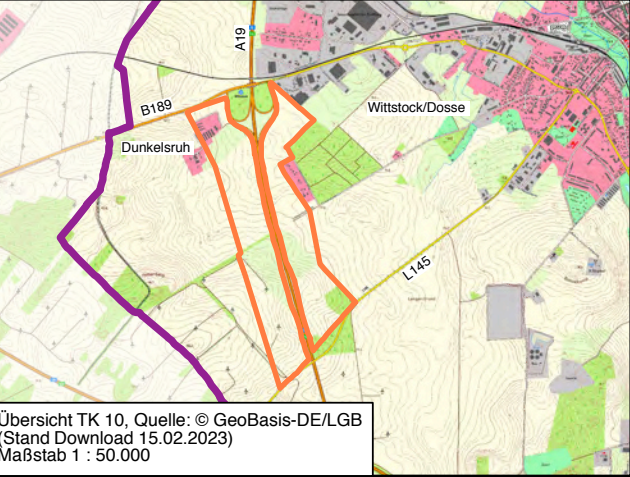 A19
B189
Wittstock/Dosse
Dunkelsruh
L145
Übersicht TK 10, Quelle: © GeoBasis-DE/LGB
(Stand Download 15.02.2023)
Maßstab 1 : 50.000